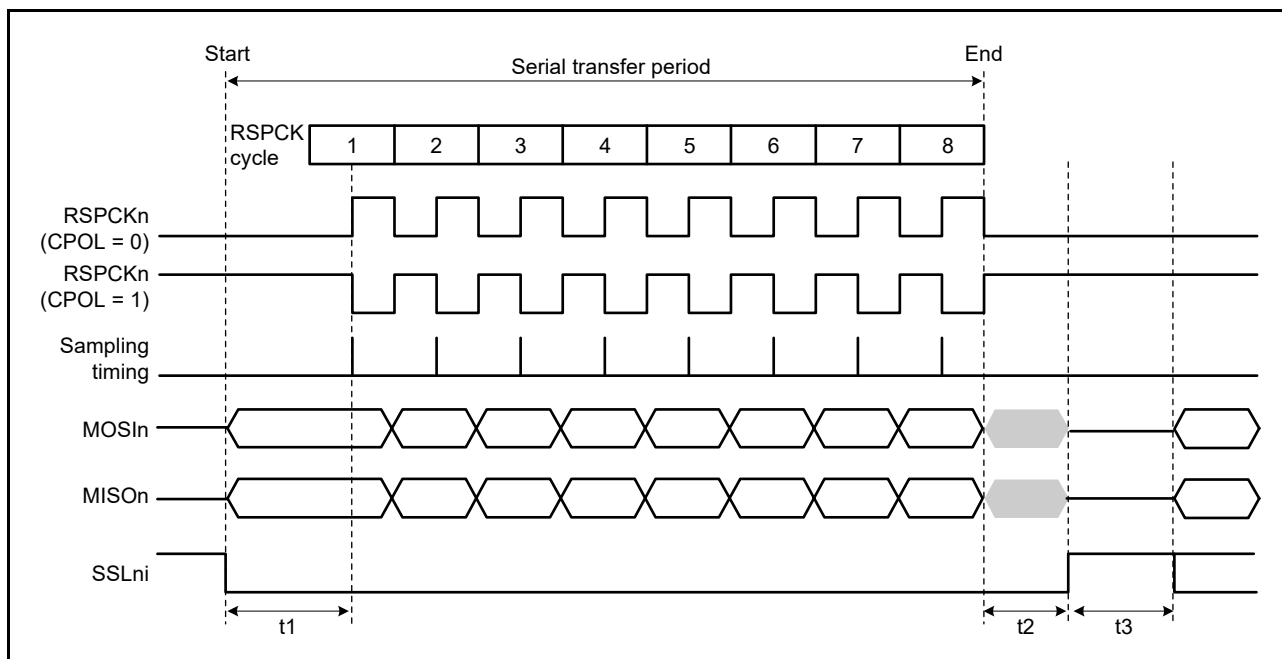 Start End
Serial transfer period
RSPCK
cycle
1 2 3 4 5 6 7 8
RSPCKn
(CPOL = 0)
RSPCKn
(CPOL = 1)
Sampling
timing
MOSIn
MISOn
SSLni
t1 t2 t3